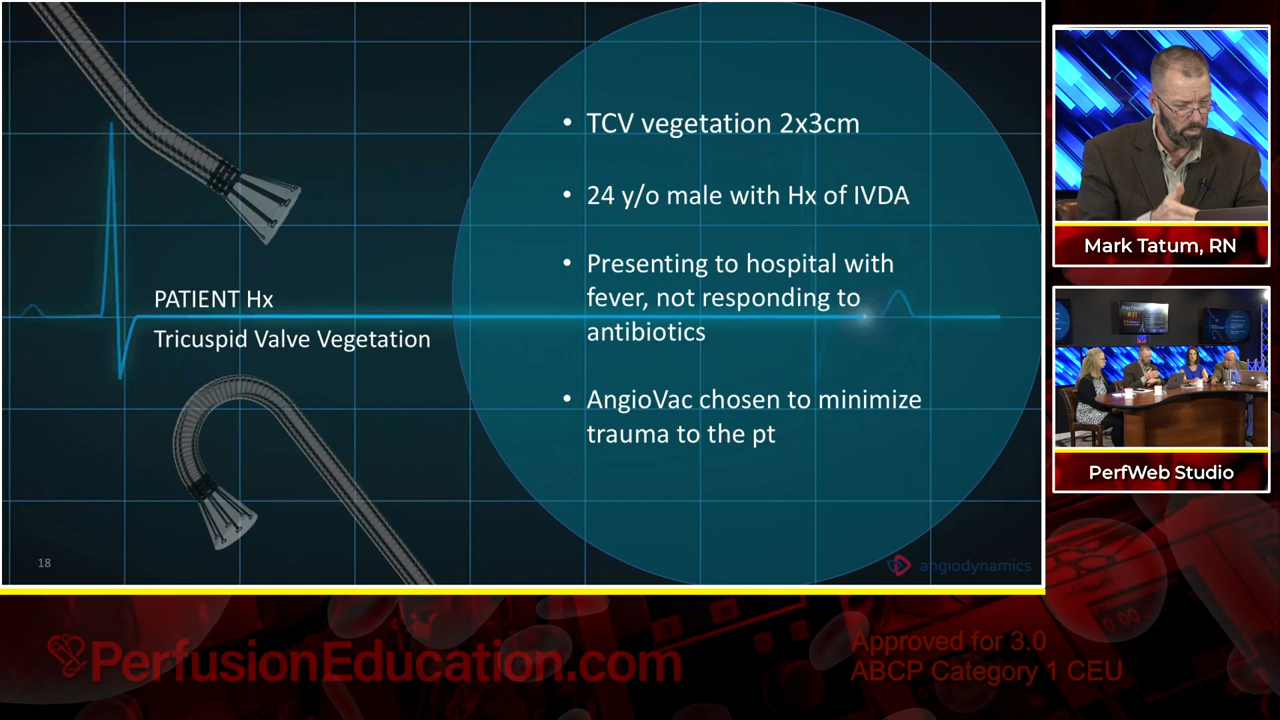 PATIENT Hx
Tricuspid Valve Vegetation
• TCV vegetation 2x3cm
• 24 y/o male with Hx of IVDA
• Presenting to hospital with
fever, not responding to
antibiotics
• AngioVac chosen to minimize
trauma to the pt
18
angiodynamics
Mark Tatum, RN
PerfWeb Studio
PerfusionEducation.com
Approved for 3.0
ABCP Category 1 CEU
0.00